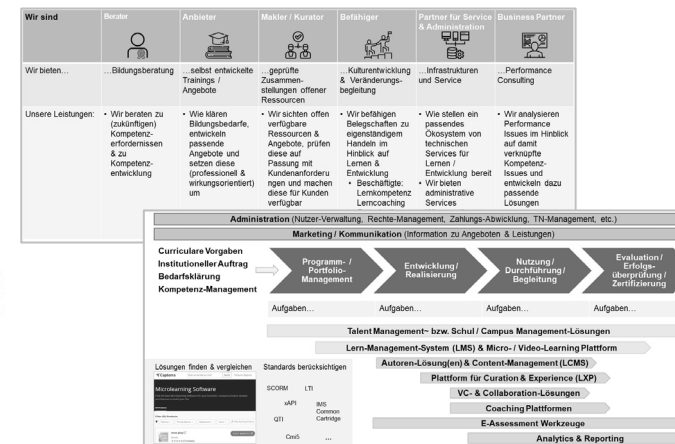 Wir sind
Berater
Anbieter
Makler / Kurator
Befähiger
Partner für Service
& Administration
Business Partner
Wir bieten…
…Bildungsberatung
…selbst entwickelte
Trainings /
Angebote
…geprüfte
Zusammen-
stellungen offener
Ressourcen
…Kulturentwicklung
& Veränderungs-
begleitung
…Infrastrukturen
und Service
…Performance
Consulting
Unsere Leistungen:
• Wir beraten zu
(zukünftigen)
Kompetenz-
erfordernissen
& zu
Kompetenz-
entwicklung
• Wie klären
Bildungsbedarfe,
entwickeln
passende
Angebote und
setzen diese
(professionell &
wirkungsorientiert)
um
• Wir sichten offen
verfügbare
Ressourcen &
Angebote, prüfen
diese auf
Passung mit
Kundenanforderu
ngen und machen
diese für Kunden
verfügbar
• Wir befähigen
Belegschaften zu
eigenständigem
Handeln im
Hinblick auf
Lernen &
Entwicklung
• Beschäftigte:
Lernkompetenz
Lerncoaching
• Wie stellen ein
passendes
Ökosystem von
technischen
Services für
Lernen /
Entwicklung bereit
• Wir bieten
administrative
Services
• Wir analysieren
Performance
Issues im Hinblick
auf damit
verknüpfte
Kompetenz-
Issues und
entwickeln dazu
passende
Lösungen
Administration (Nutzer-Verwaltung, Rechte-Management, Zahlungs-Abwicklung, TN-Management, etc.)
Marketing / Kommunikation (Information zu Angeboten & Leistungen)
Curriculare Vorgaben
Institutioneller Auftrag
Bedarfsklärung
Kompetenz-Management
Programm- /
Portfolio-
Management
Entwicklung /
Realisierung
Nutzung /
Durchführung /
Begleitung
Evaluation /
Erfolgs-
überprüfung /
Zertifizierung
Aufgaben…
Aufgaben…
Aufgaben…
Aufgaben…
Talent Management~ bzw. Schul / Campus Management-Lösungen
Lern-Management-System (LMS) & Micro- / Video-Learning Plattform
Autoren-Lösung(en) & Content-Management (LCMS)
Plattform für Curation & Experience (LXP)
VC- & Collaboration-Lösungen
Coaching Plattformen
E-Assessment Werkzeuge
Analytics & Reporting
Lösungen finden & vergleichen
Capterra
Microlearning Software
Standards berücksichtigen
SCORM
LTI
xAPI
IMS
Common
Cartridge
QTI
Cmi5
…